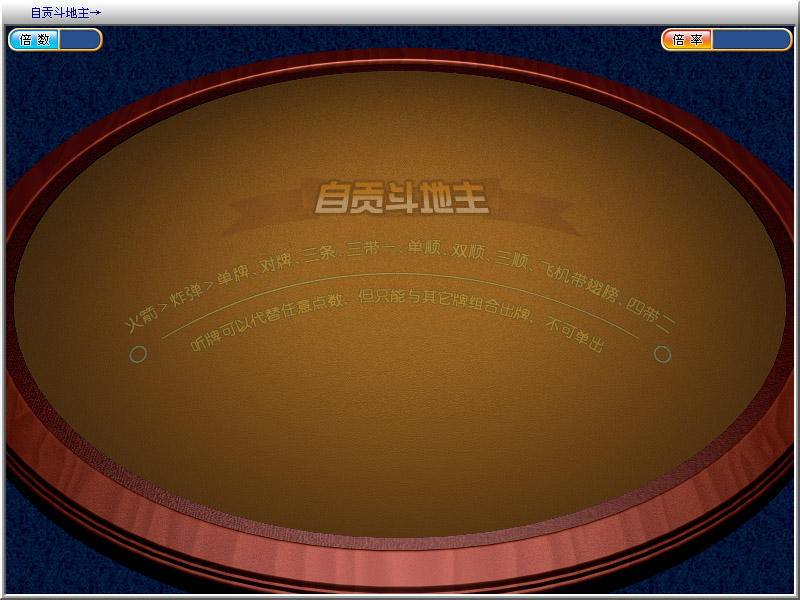 自贡斗地主→
倍 数
倍 率
自贡斗地主
火箭>炸弹>单牌、对牌、三条、三带一、单顺、双顺、三顺、飞机带翅膀、四带二
听牌可以代替任意点数，但只能与其它牌组合出牌，不可单出